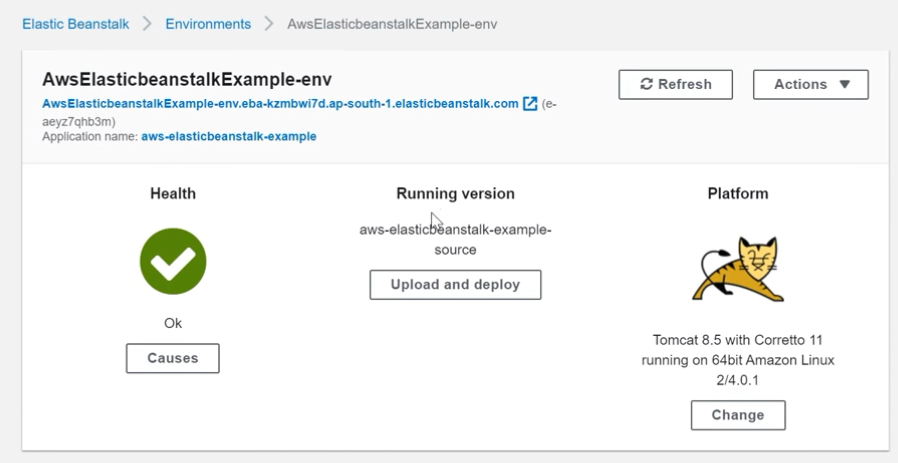 Elastic Beanstalk > Environments > AwsElasticbeanstalkExample-env
AwsElasticbeanstalkExample-env
Refresh
Actions ▼
AwsElasticbeanstalkExample-env.eba-kzmbwi7d.ap-south-1.elasticbeanstalk.com (e-
aeyz7qhb3m)
Application name: aws-elasticbeanstalk-example
Health
Ok
Causes
Running version
aws-elasticbeanstalk-example-
source
Upload and deploy
Platform
Tomcat 8.5 with Corretto 11
running on 64bit Amazon Linux
2/4.0.1
Change